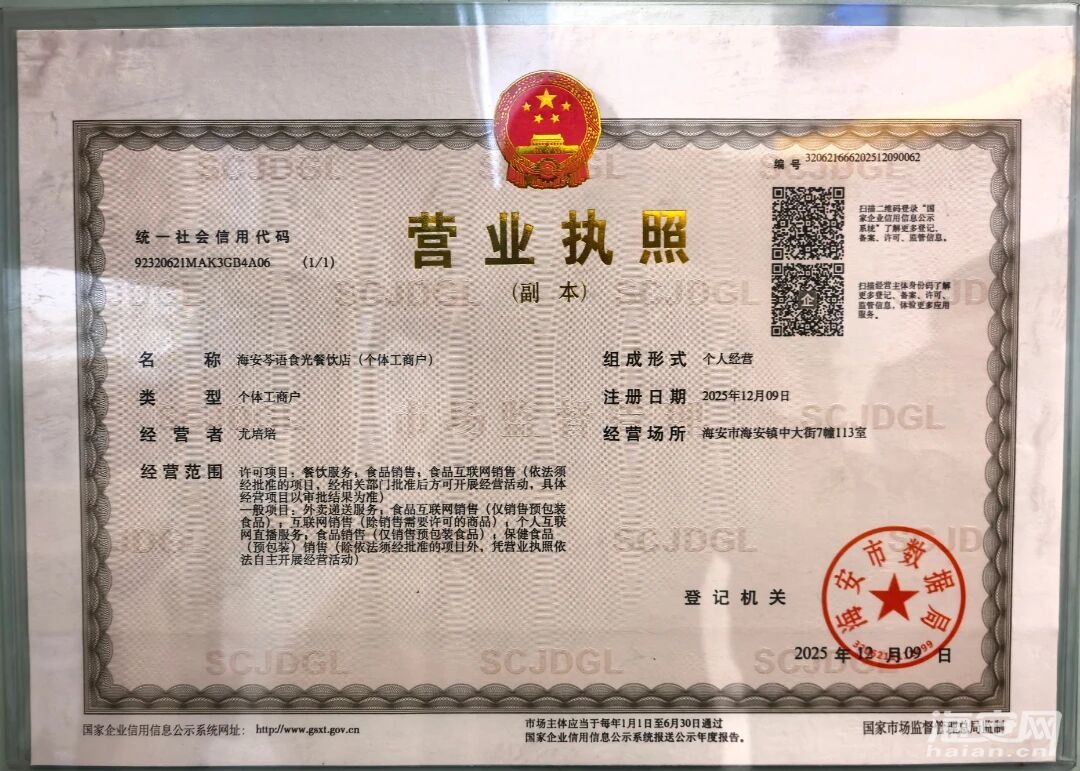 编号 320621666202512090062
统一社会信用代码
92320621MAK3GB4A06 (1/1)
营业执照
(副 本)
扫描二维码登录“国
家企业信用信息公示
系统”了解更多登记、
备案、许可、监管信息。
扫描经营主体身份码了解
更多登记、备案、许可、
监管信息,体验更多应用
服务。
企
名称 海安芩语食光餐饮店(个体工商户)
类型 个体工商户
经营者 尤培培
经营范围 许可项目:餐饮服务;食品销售;食品互联网销售(依法须
经批准的项目,经相关部门批准后方可开展经营活动,具体
经营项目以审批结果为准)
一般项目:外卖递送服务;食品互联网销售(仅销售预包装
食品);互联网销售(除销售需要许可的商品);个人互联
网直播服务;食品销售(仅销售预包装食品);保健食品
(预包装)销售(除依法须经批准的项目外,凭营业执照依
法自主开展经营活动)
组成形式 个人经营
注册日期 2025年12月09日
经营场所 海安市海安镇中大街7幢113室
登记机关
海安市数据局
2025 年 12 月 09 日
SCJDGL
国家企业信用信息公示系统网址: http://www.gsxt.gov.cn
市场主体应当于每年1月1日至6月30日通过
国家企业信用信息公示系统报送公示年度报告。
国家市场监督管理总局监制
海安网
haian.cn